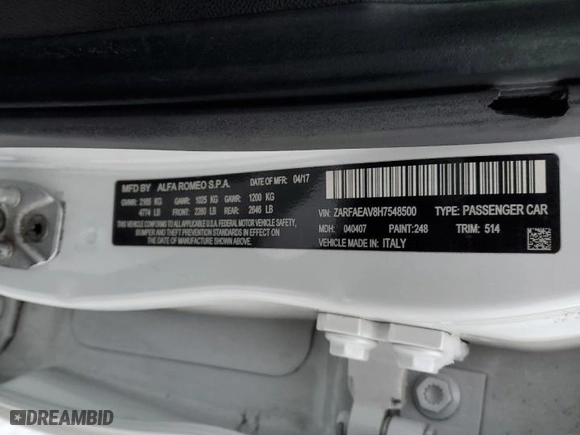 MFD BY ALFA ROMEO S.P.A. DATE OF MFR: 04/17
GVWR: 2165 KG GAWR: 1025 KG GAWR: 1200 KG
4774 LB FRONT: 2260 LB REAR: 2646 LB
THIS VEHICLE CONFORMS TO ALL APPLICABLE U.S.A. FEDERAL MOTOR VEHICLE SAFETY,
BUMPER AND THEFT PREVENTION STANDARDS IN EFFECT ON
THE DATE OF MANUFACTURE SHOWN ABOVE.
VIN: ZARFAEAV8H7548500 TYPE: PASSENGER CAR
MDH: 040407 PAINT: 248 TRIM: 514
VEHICLE MADE IN: ITALY
DREAMBID